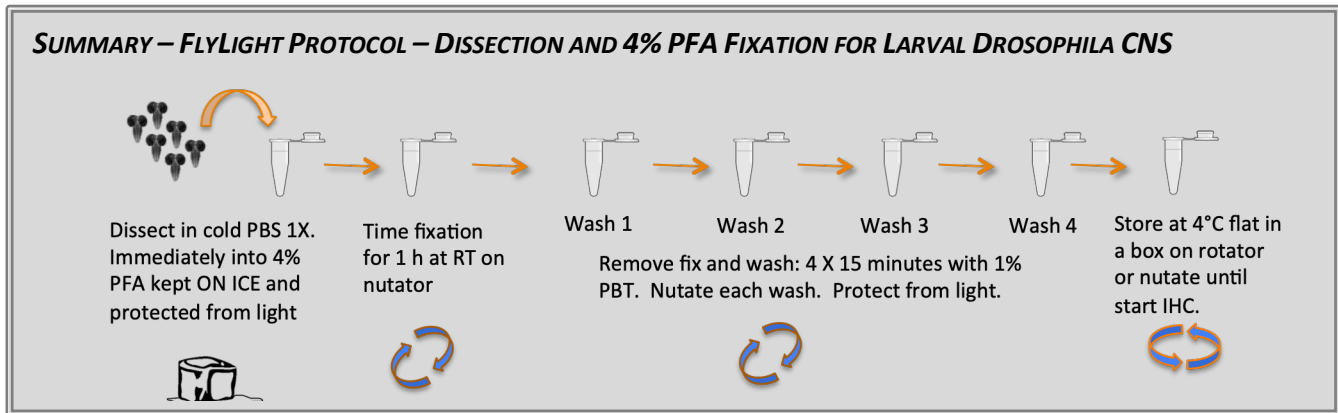 SUMMARY – FLYLIGHT PROTOCOL – DISSECTION AND 4% PFA FIXATION FOR LARVAL DROSOPHILA CNS
Dissect in cold PBS 1X.
Immediately into 4%
PFA kept ON ICE and
protected from light
Time fixation
for 1 h at RT on
nutator
Wash 1
Wash 2
Wash 3
Wash 4
Remove fix and wash: 4 X 15 minutes with 1%
PBT. Nutate each wash. Protect from light.
Store at 4°C flat in
a box on rotator
or nutate until
start IHC.